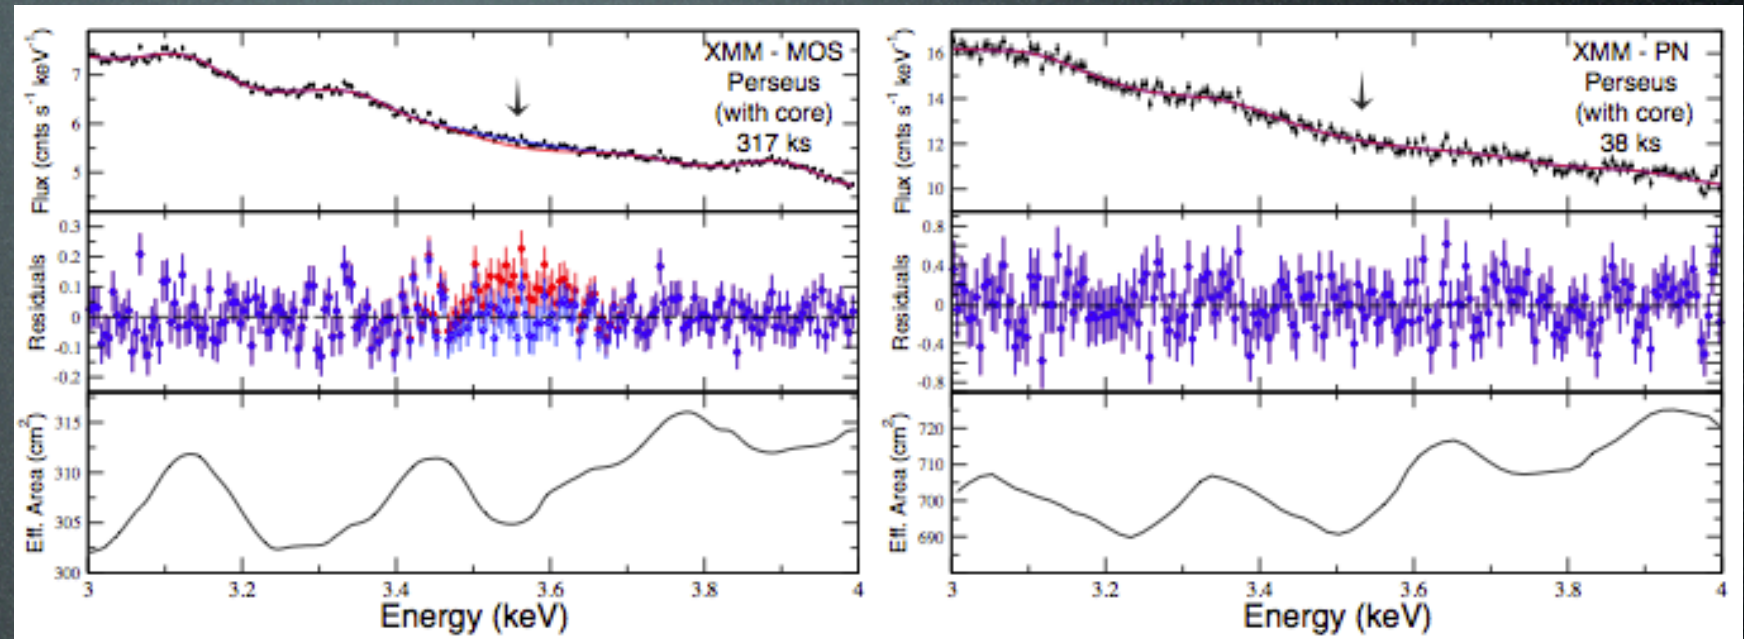 Flux (cnts s⁻¹ keV⁻¹)
7
6
5
XMM - MOS
Perseus
(with core)
317 ks
Residuals
0.3
0.2
0.1
0
-0.1
-0.2
Eff. Area (cm²)
315
310
305
300
3
3.2
3.4
3.6
3.8
4
Energy (keV)
Flux (cnts s⁻¹ keV⁻¹)
16
14
12
10
XMM - PN
Perseus
(with core)
38 ks
Residuals
0.8
0.4
0
-0.4
-0.8
Eff. Area (cm²)
720
710
700
690
3
3.2
3.4
3.6
3.8
4
Energy (keV)